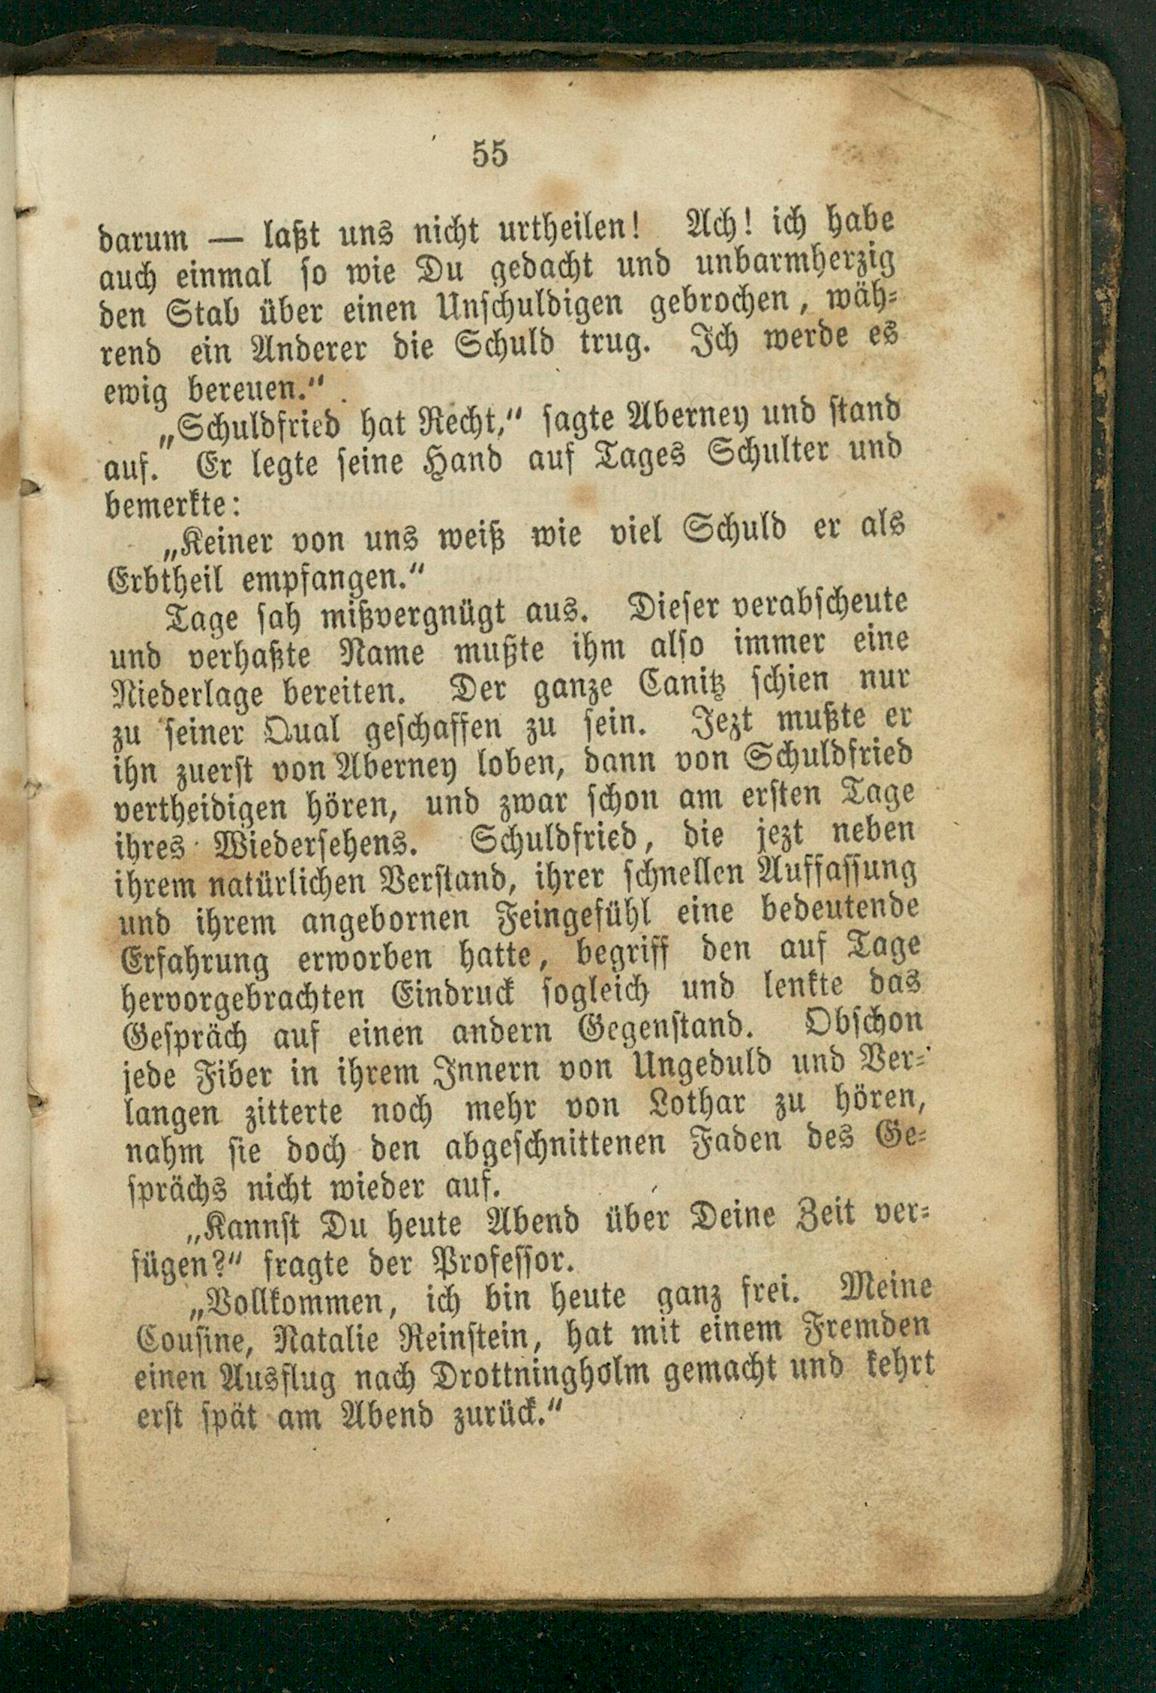 55
darum — laßt uns nicht urtheilen! Ach! ich habe
auch einmal so wie Du gedacht und unbarmherzig
den Stab über einen Unschuldigen gebrochen, wäh-
rend ein Anderer die Schuld trug. Ich werde es
ewig bereuen.“
„Schuldfried hat Recht,“ sagte Aberney und stand
auf. Er legte seine Hand auf Tages Schulter und
bemerkte:
„Keiner von uns weiß wie viel Schuld er als
Erbtheil empfangen.“
Tage sah mißvergnügt aus. Dieser verabscheute
und verhaßte Name mußte ihm also immer eine
Niederlage bereiten. Der ganze Canitz schien nur
zu seiner Qual geschaffen zu sein. Jezt mußte er
ihn zuerst von Aberney loben, dann von Schuldfried
vertheidigen hören, und zwar schon am ersten Tage
ihres Wiedersehens. Schuldfried, die jezt neben
ihrem natürlichen Verstand, ihrer schnellen Auffassung
und ihrem angebornen Feingefühl eine bedeutende
Erfahrung erworben hatte, begriff den auf Tage
hervorgebrachten Eindruck sogleich und lenkte das
Gespräch auf einen andern Gegenstand. Obschon
jede Fiber in ihrem Innern von Ungeduld und Ver-
langen zitterte noch mehr von Lothar zu hören,
nahm sie doch den abgeschnittenen Faden des Ge-
sprächs nicht wieder auf.
„Kannst Du heute Abend über Deine Zeit ver-
fügen?“ fragte der Professor.
„Vollkommen, ich bin heute ganz frei. Meine
Cousine, Natalie Reinstein, hat mit einem Fremden
einen Ausflug nach Drottningholm gemacht und kehrt
erst spät am Abend zurück.“